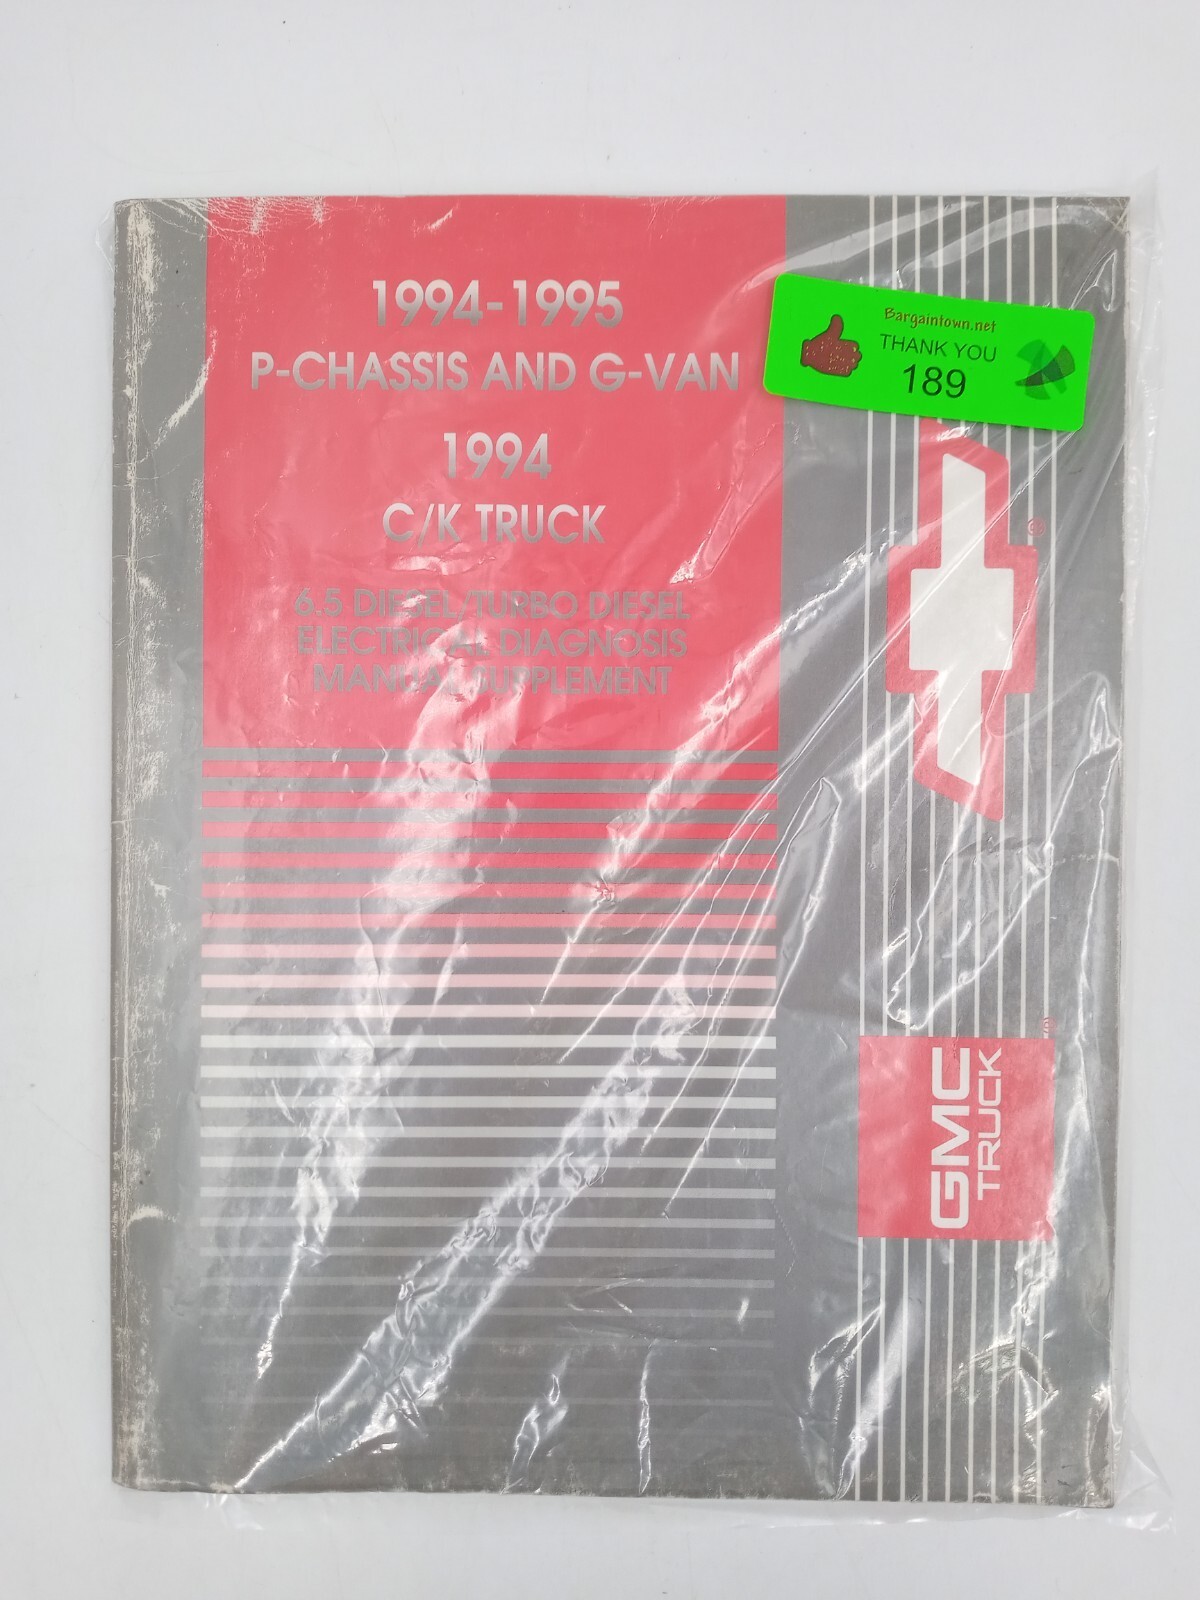 1994-1995
P-CHASSIS AND G-VAN
1994
C/K TRUCK
6.5 DIESEL/TURBO DIESEL
ELECTRICAL DIAGNOSIS
MANUAL SUPPLEMENT
Bargaintown.net
THANK YOU
189
®
®
GMC
TRUCK